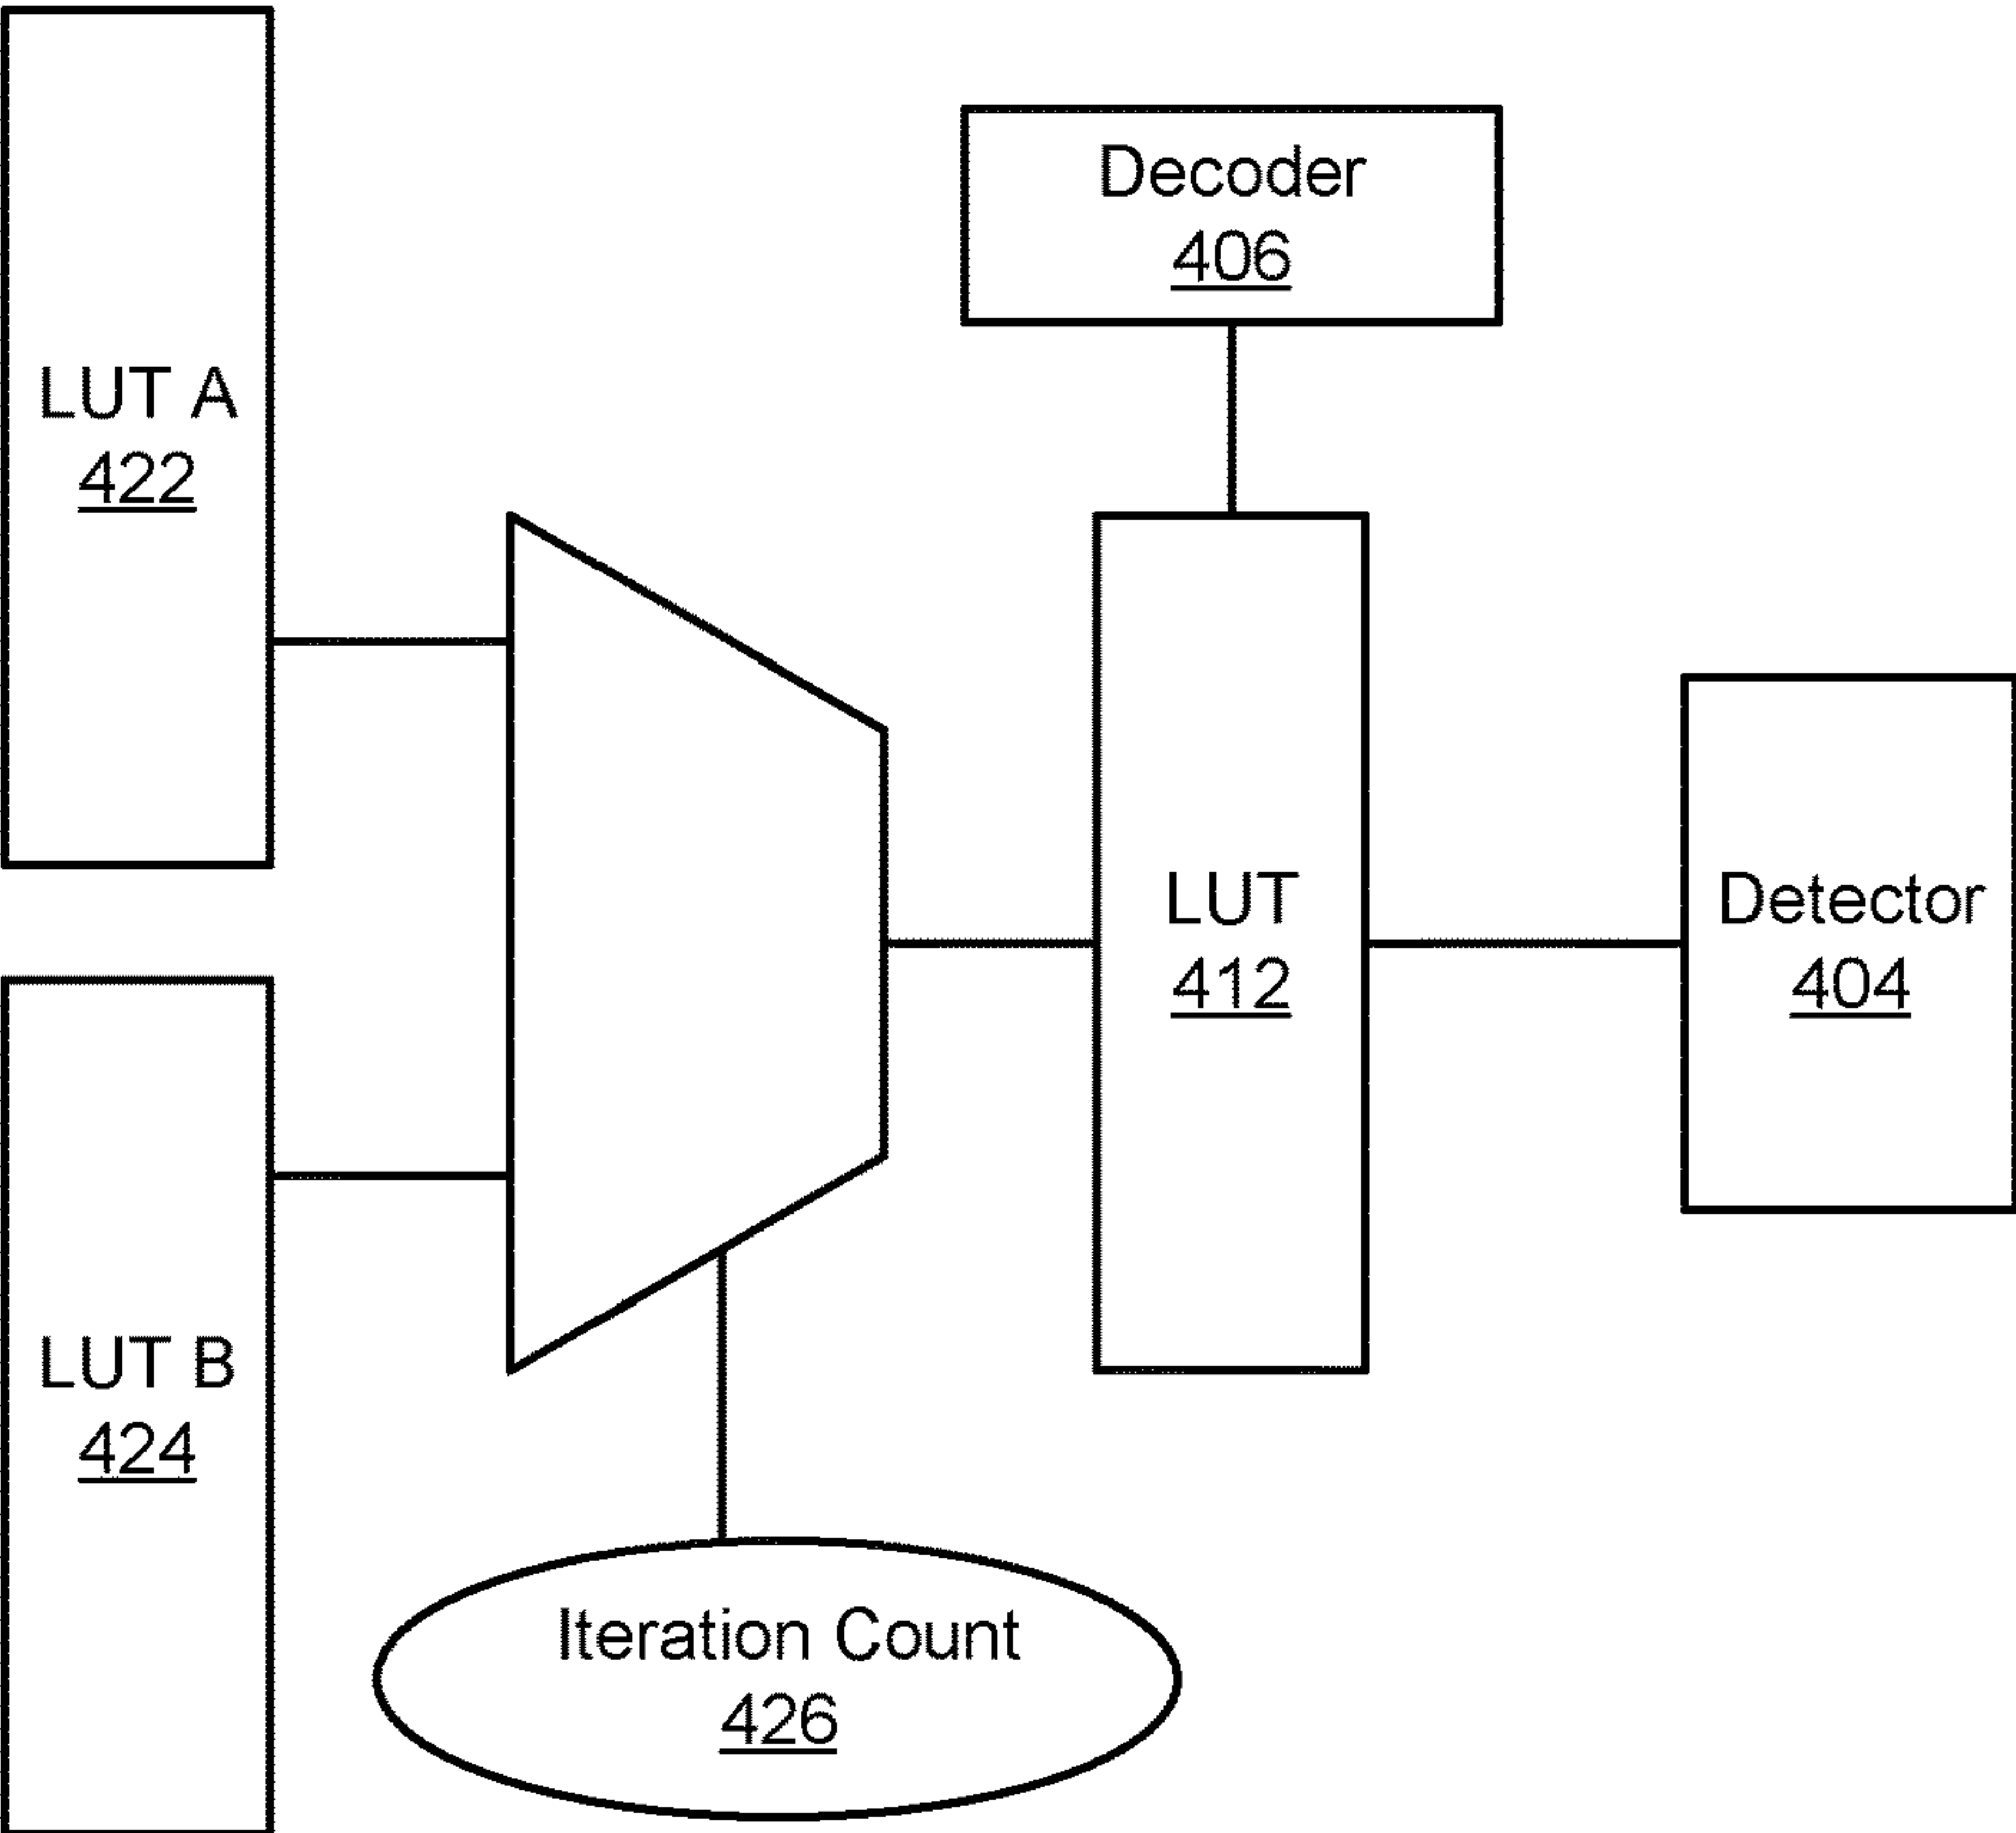 Decoder
406
LUT A
422
LUT
412
Detector
404
LUT B
424
Iteration Count
426